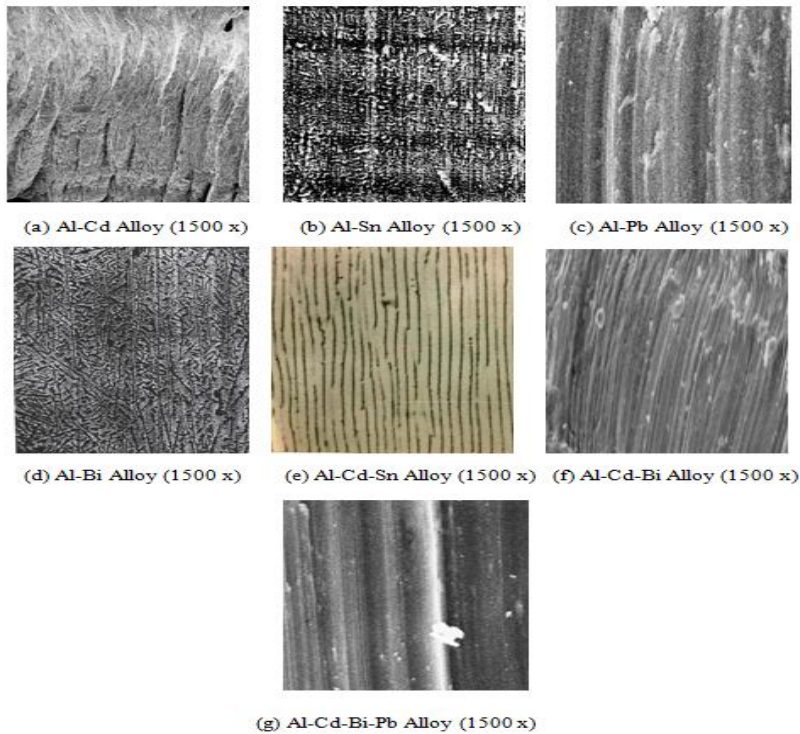 (a) Al-Cd Alloy (1500 x)
(b) Al-Sn Alloy (1500 x)
(c) Al-Pb Alloy (1500 x)
(d) Al-Bi Alloy (1500 x)
(e) Al-Cd-Sn Alloy (1500 x)
(f) Al-Cd-Bi Alloy (1500 x)
(g) Al-Cd-Bi-Pb Alloy (1500 x)